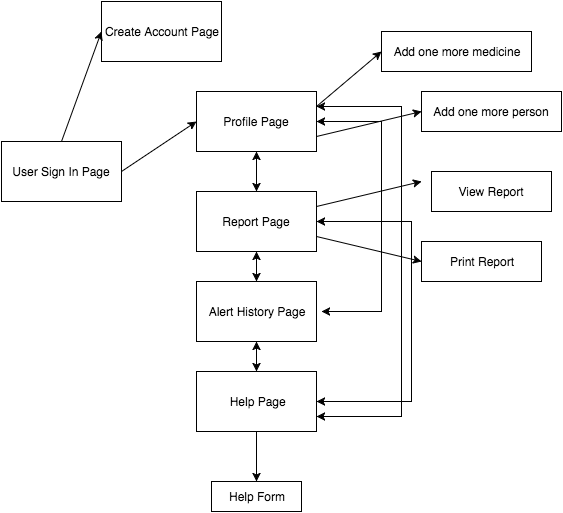 Create Account Page
Add one more medicine
Profile Page
Add one more person
User Sign In Page
View Report
Report Page
Print Report
Alert History Page
Help Page
Help Form